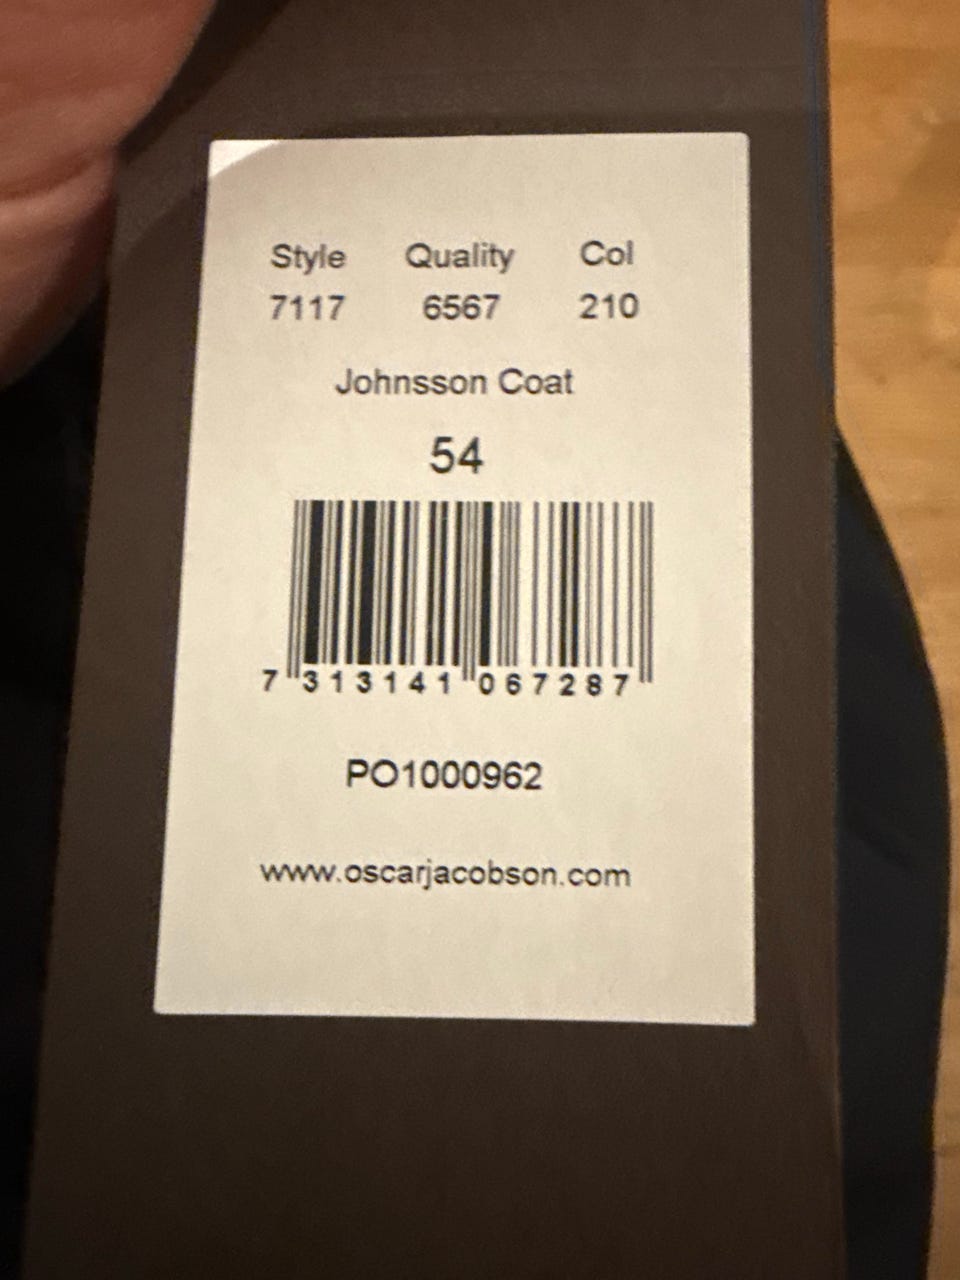 Style Quality Col
7117 6567 210
Johnsson Coat
54
7 313141 067287
PO1000962
www.oscarjacobson.com